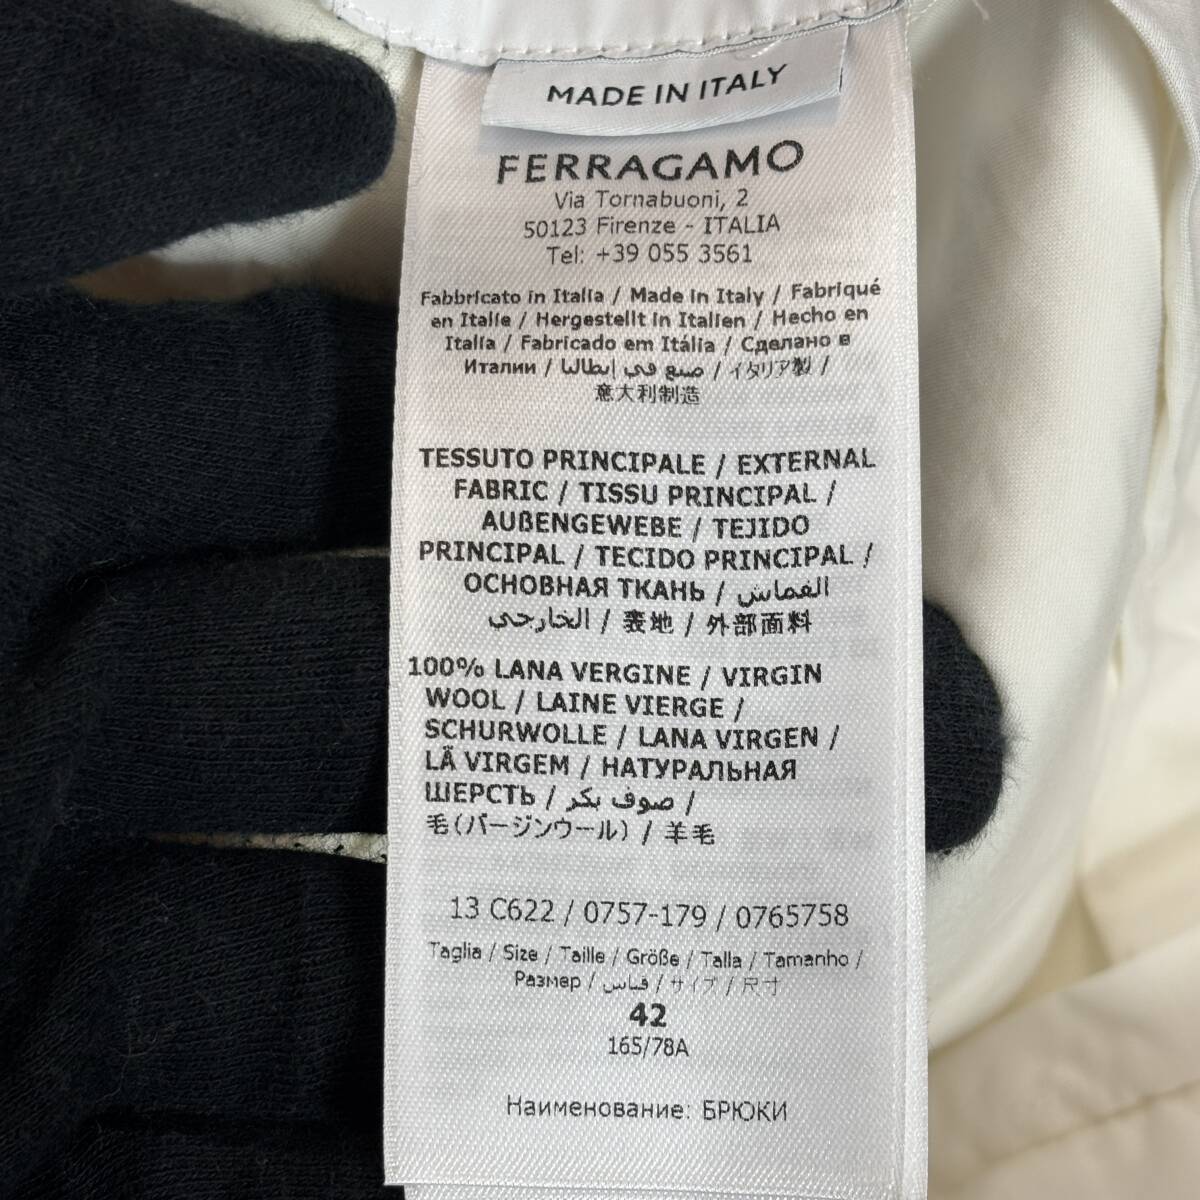 MADE IN ITALY
FERRAGAMO
Via Tornabuoni, 2
50123 Firenze - ITALIA
Tel: +39 055 3561
Fabbricato in Italia / Made in Italy / Fabriqué
en Italie / Hergestellt in Italien / Hecho en
Italia / Fabricado em Itália / Сделано в
Италии / صنع في إيطاليا / イタリア製 /
意大利制造
TESSUTO PRINCIPALE / EXTERNAL
FABRIC / TISSU PRINCIPAL /
AUßENGEWEBE / TEJIDO
PRINCIPAL / TECIDO PRINCIPAL /
ОСНОВНАЯ ТКАНЬ / القماش
الخارجي / 表地 / 外部面料
100% LANA VERGINE / VIRGIN
WOOL / LAINE VIERGE /
SCHURWOLLE / LANA VIRGEN /
LÃ VIRGEM / НАТУРАЛЬНАЯ
ШЕРСТЬ / صوف بكر /
毛(バージンウール) / 羊毛
13 C622 / 0757-179 / 0765758
Taglia / Size / Taille / Größe / Talla / Tamanho /
Размер / قياس / サイズ / 尺寸
42
165/78A
Наименование: БРЮКИ